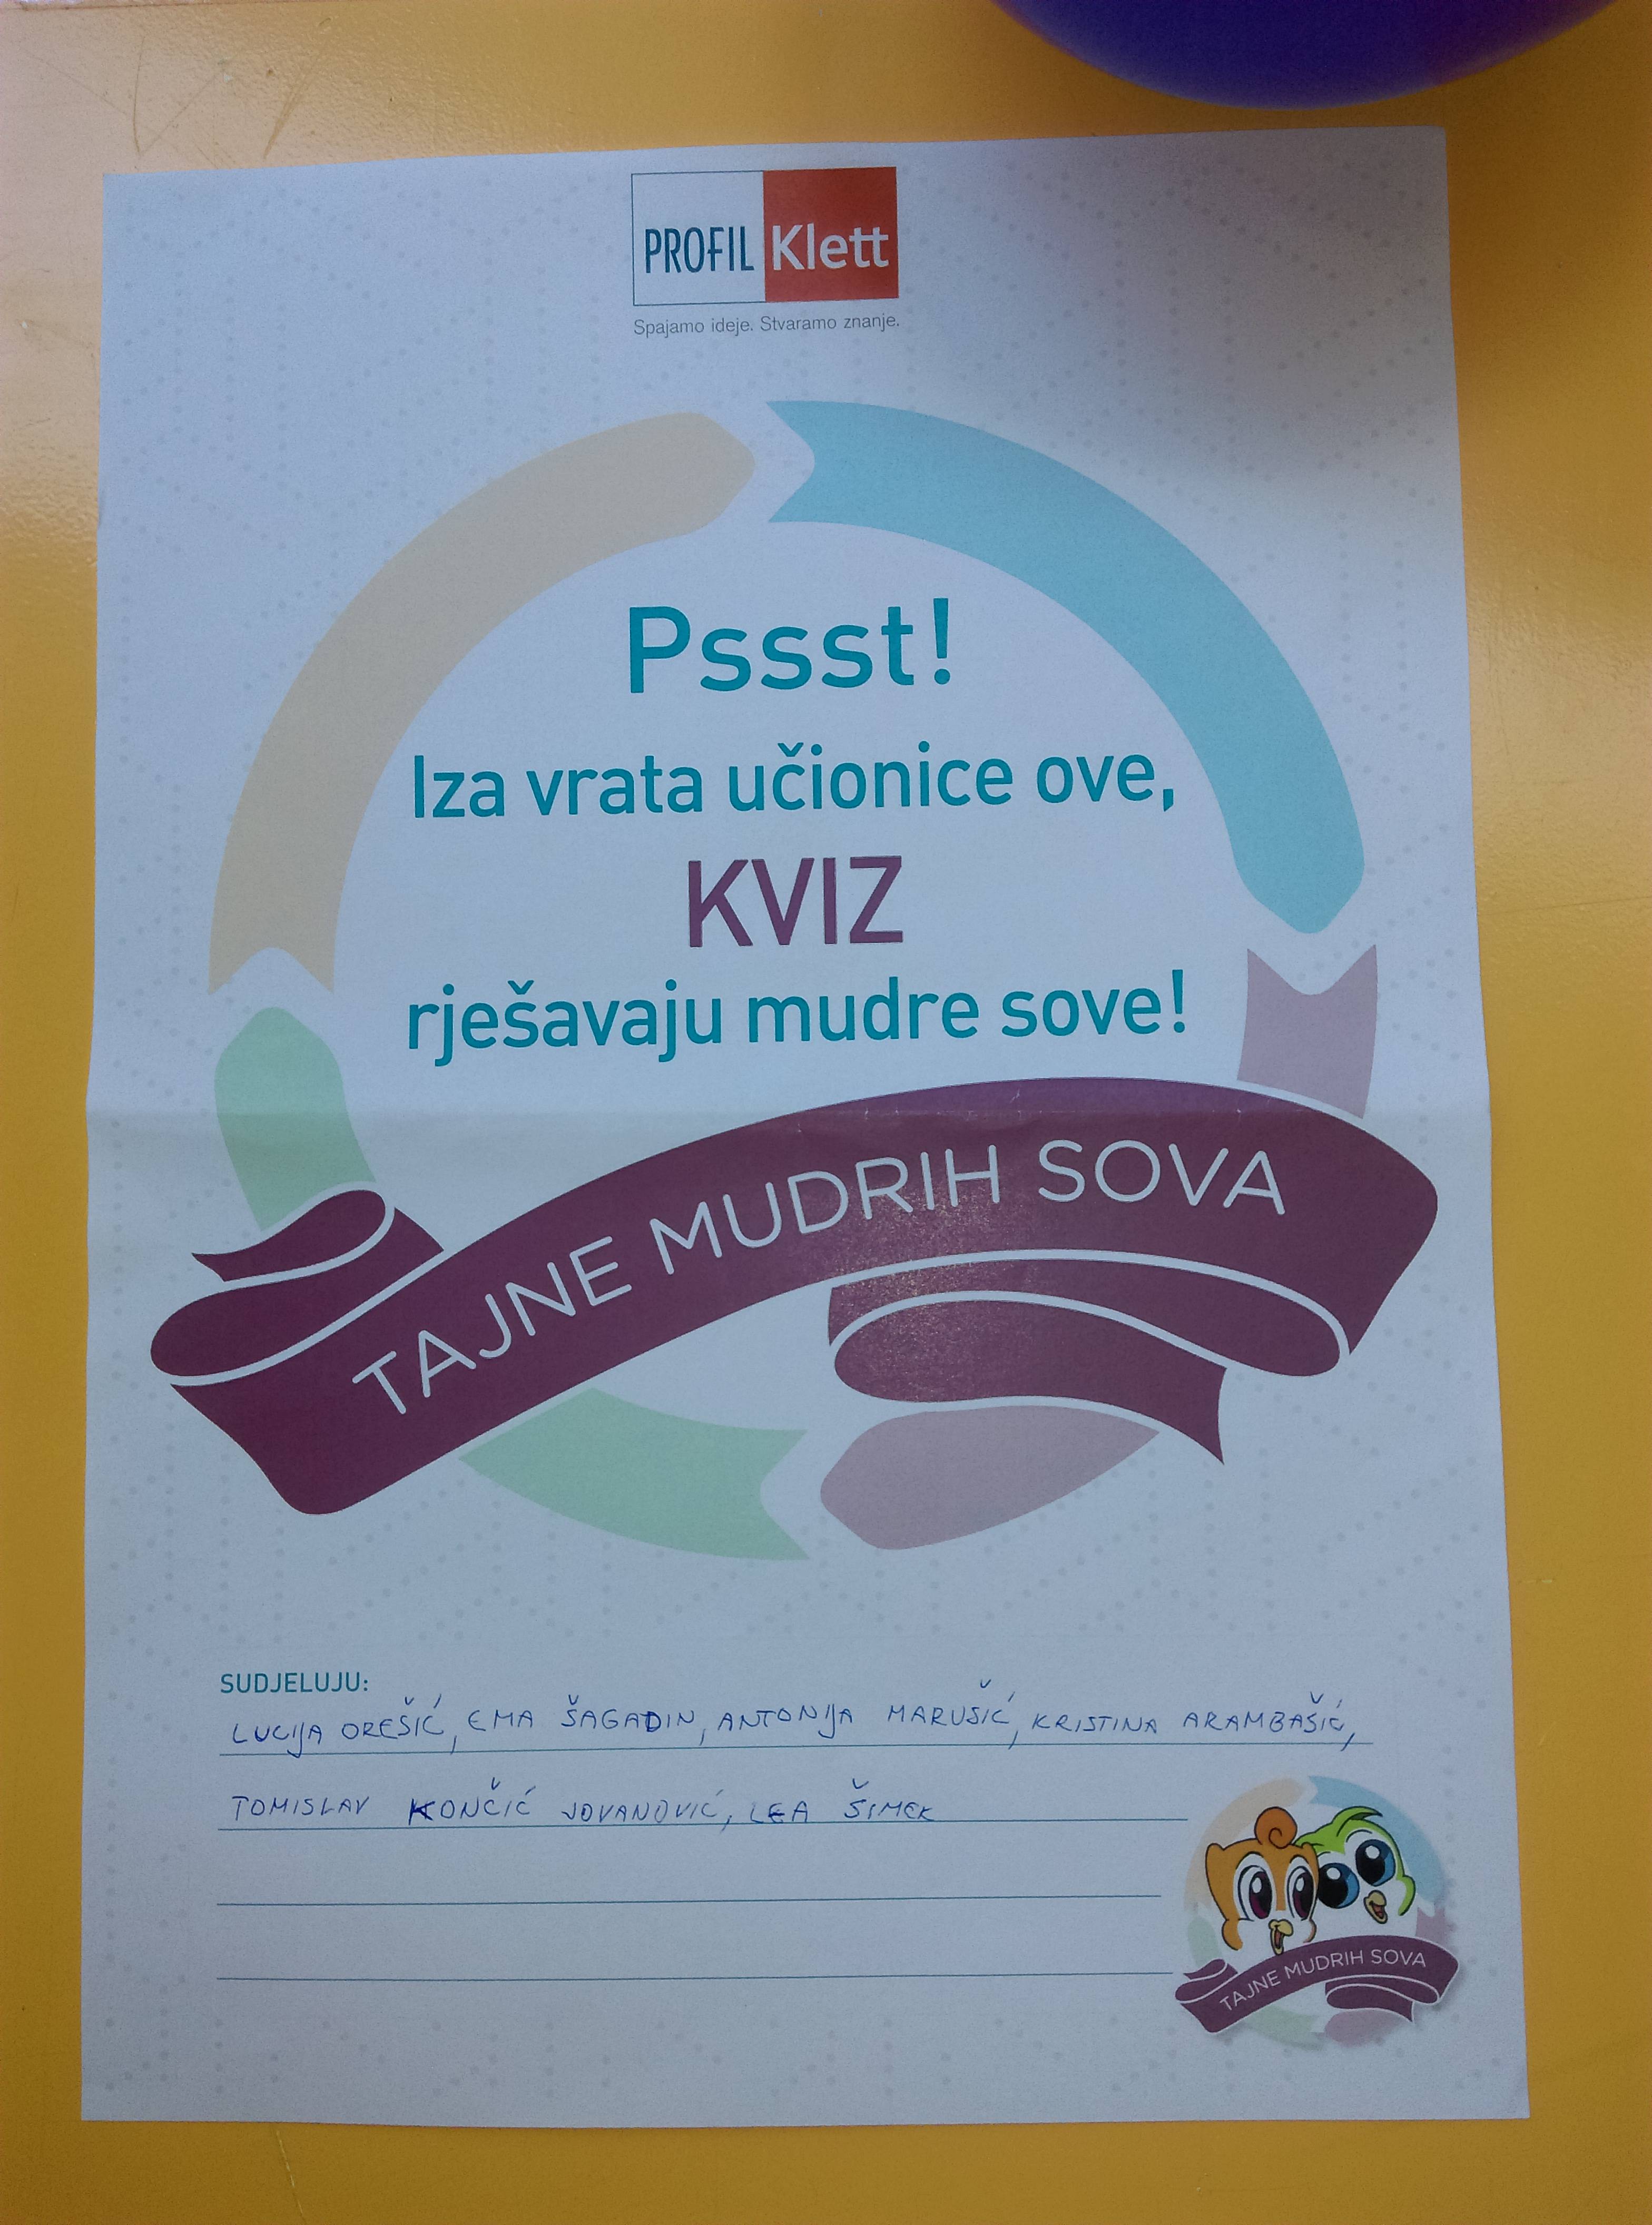 PROFIL Klett
Spajamo ideje. Stvaramo znanje.
Pssst!
Iza vrata učionice ove,
KVIZ
rješavaju mudre sove!
TAJNE MUDRIH SOVA
SUDJELUJU:
LUCIJA OREŠIĆ, EMA ŠAGADIN, ANTONIJA MARUŠIĆ, KRISTINA ARAMBAŠIĆ,
TOMISLAV KONČIĆ JOVANOVIĆ, LEA ŠIMEK
TAJNE MUDRIH SOVA